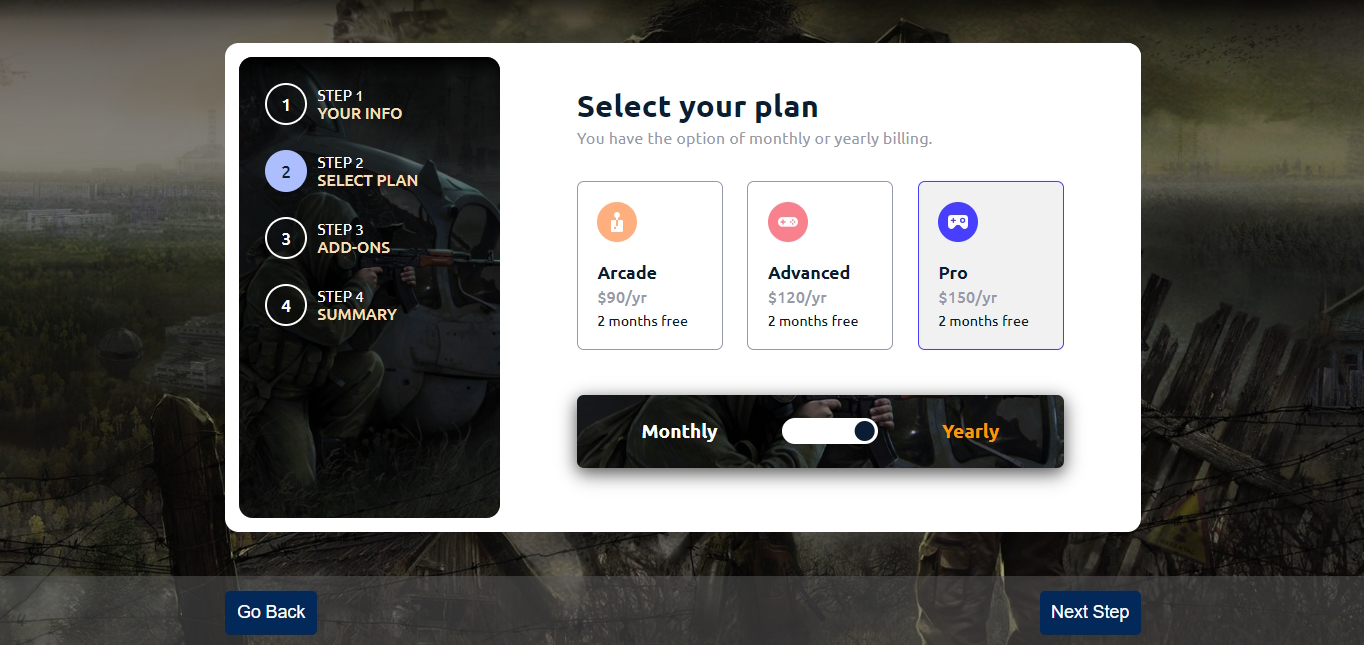 1
STEP 1
YOUR INFO
2
STEP 2
SELECT PLAN
3
STEP 3
ADD-ONS
4
STEP 4
SUMMARY
Select your plan
You have the option of monthly or yearly billing.
Arcade
$90/yr
2 months free
Advanced
$120/yr
2 months free
Pro
$150/yr
2 months free
Monthly
Yearly
Go Back
Next Step